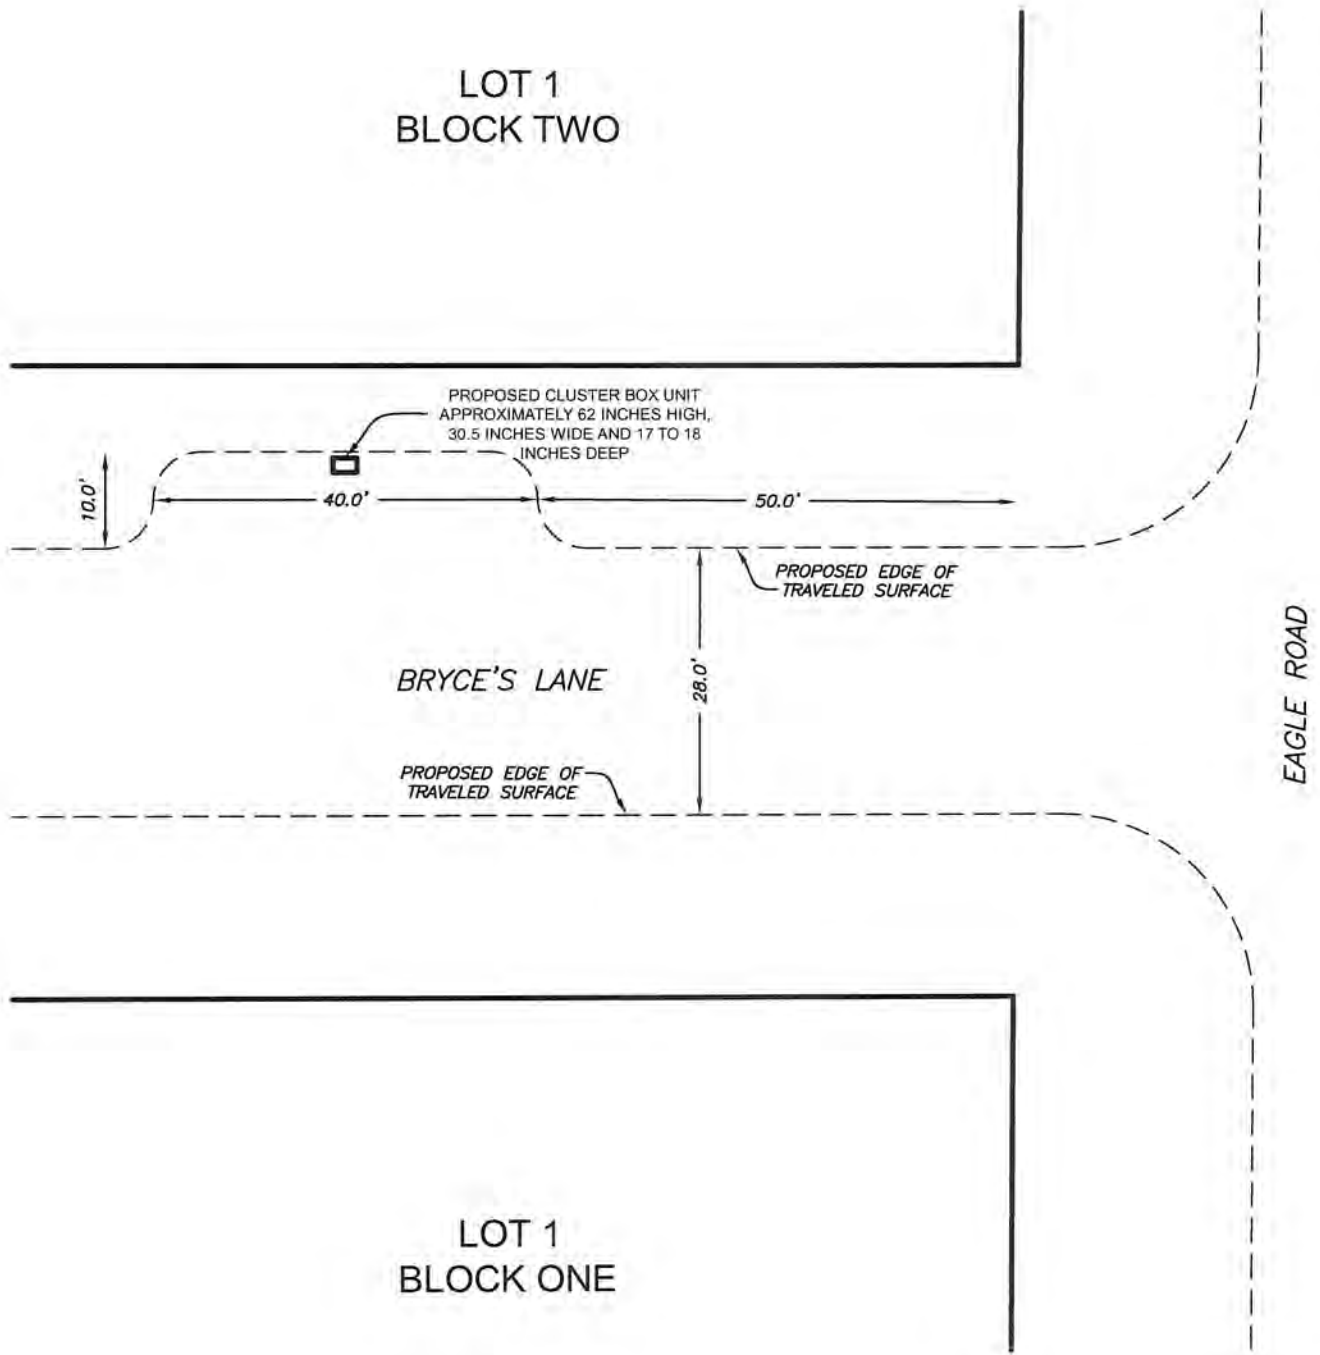 LOT 1
BLOCK TWO
PROPOSED CLUSTER BOX UNIT
APPROXIMATELY 62 INCHES HIGH,
30.5 INCHES WIDE AND 17 TO 18
INCHES DEEP
10.0'
40.0'
50.0'
PROPOSED EDGE OF
TRAVELED SURFACE
BRYCE'S LANE
28.0'
EAGLE ROAD
PROPOSED EDGE OF
TRAVELED SURFACE
LOT 1
BLOCK ONE